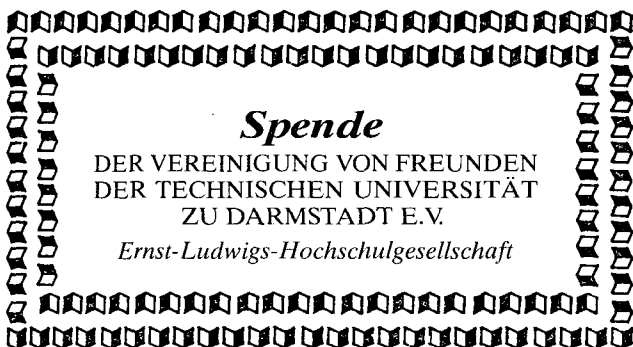 Spende
DER VEREINIGUNG VON FREUNDEN
DER TECHNISCHEN UNIVERSITÄT
ZU DARMSTADT E.V.
Ernst-Ludwigs-Hochschulgesellschaft